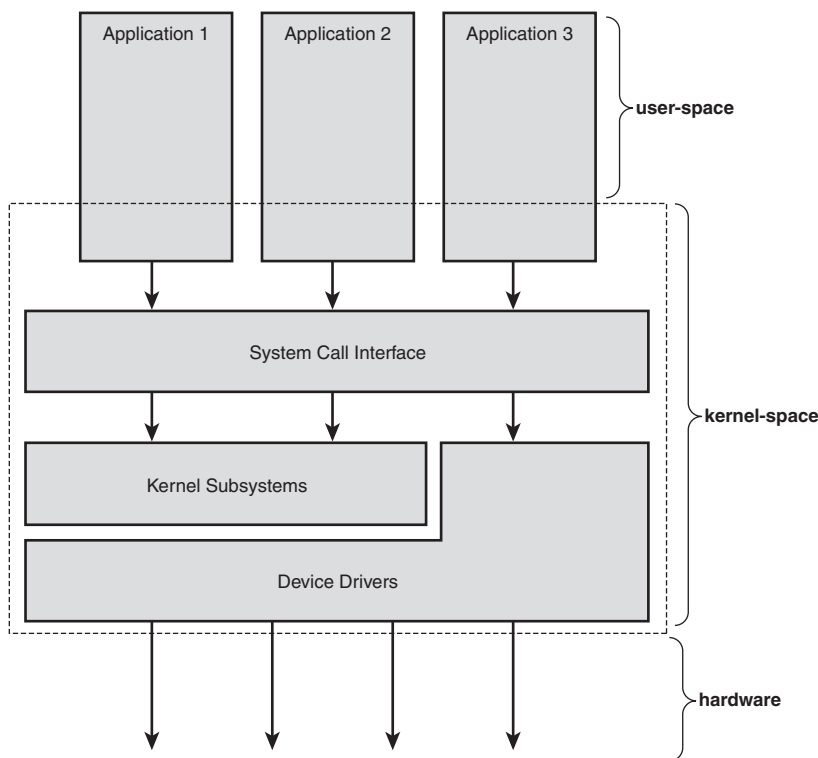 Application 1
Application 2
Application 3
user-space
System Call Interface
kernel-space
Kernel Subsystems
Device Drivers
hardware